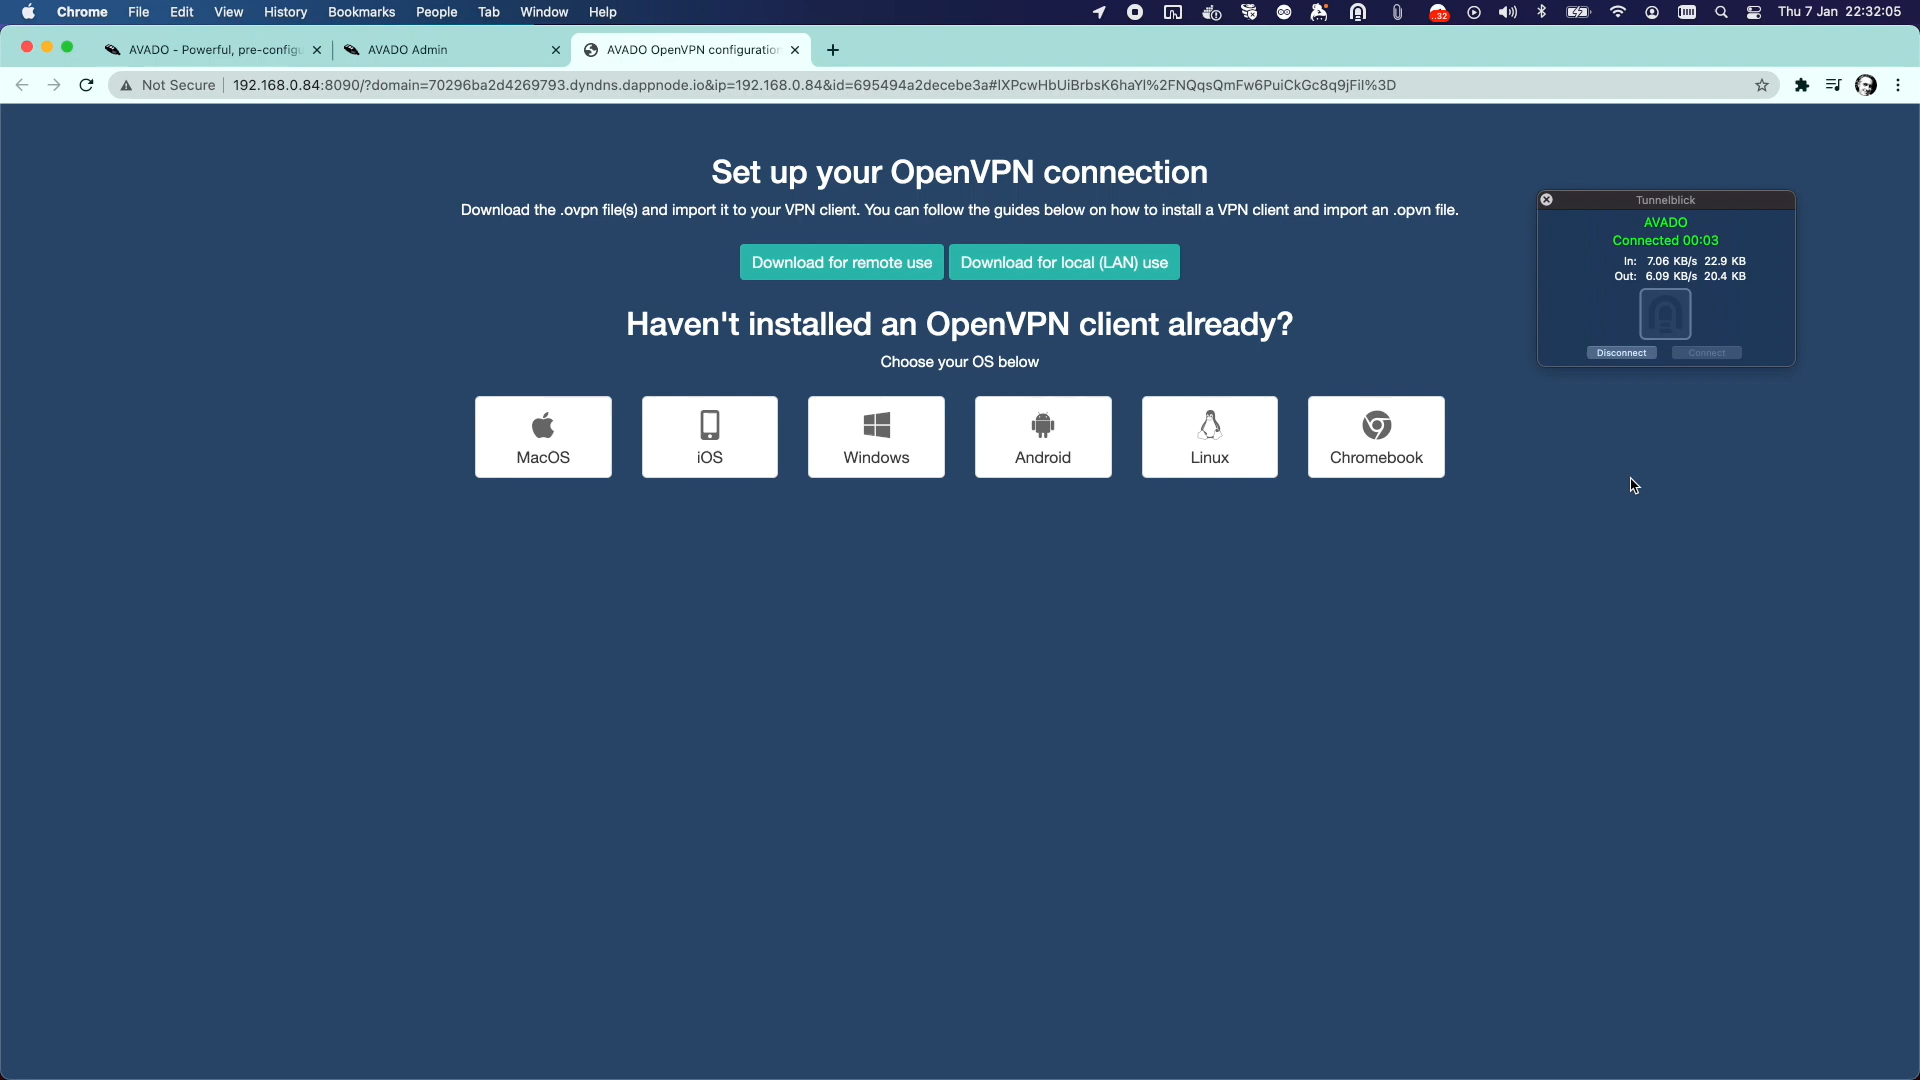 Chrome File Edit View History Bookmarks People Tab Window Help 32 Thu 7 Jan 22:32:05
AVADO - Powerful, pre-configu AVADO Admin AVADO OpenVPN configuration
Not Secure 192.168.0.84:8090/?domain=70296ba2d4269793.dyndns.dappnode.io&ip=192.168.0.84&id=695494a2decebe3a#IXPcwHbUiBrbsK6haYl%2FNQqsQmFw6PuiCkGc8q9jFiI%3D
Set up your OpenVPN connection
Download the .ovpn file(s) and import it to your VPN client. You can follow the guides below on how to install a VPN client and import an .opvn file.
Download for remote use Download for local (LAN) use
Haven't installed an OpenVPN client already?
Choose your OS below
MacOS iOS Windows Android Linux Chromebook
Tunnelblick
AVADO
Connected 00:03
In: 7.06 KB/s 22.9 KB
Out: 6.09 KB/s 20.4 KB
Disconnect Connect